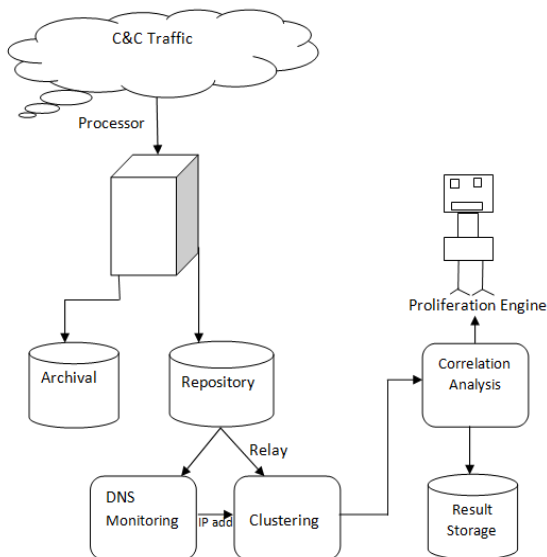 C&C Traffic
Processor
Proliferation Engine
Archival
Repository
Correlation
Analysis
Relay
DNS
Monitoring
IP add
Clustering
Result
Storage